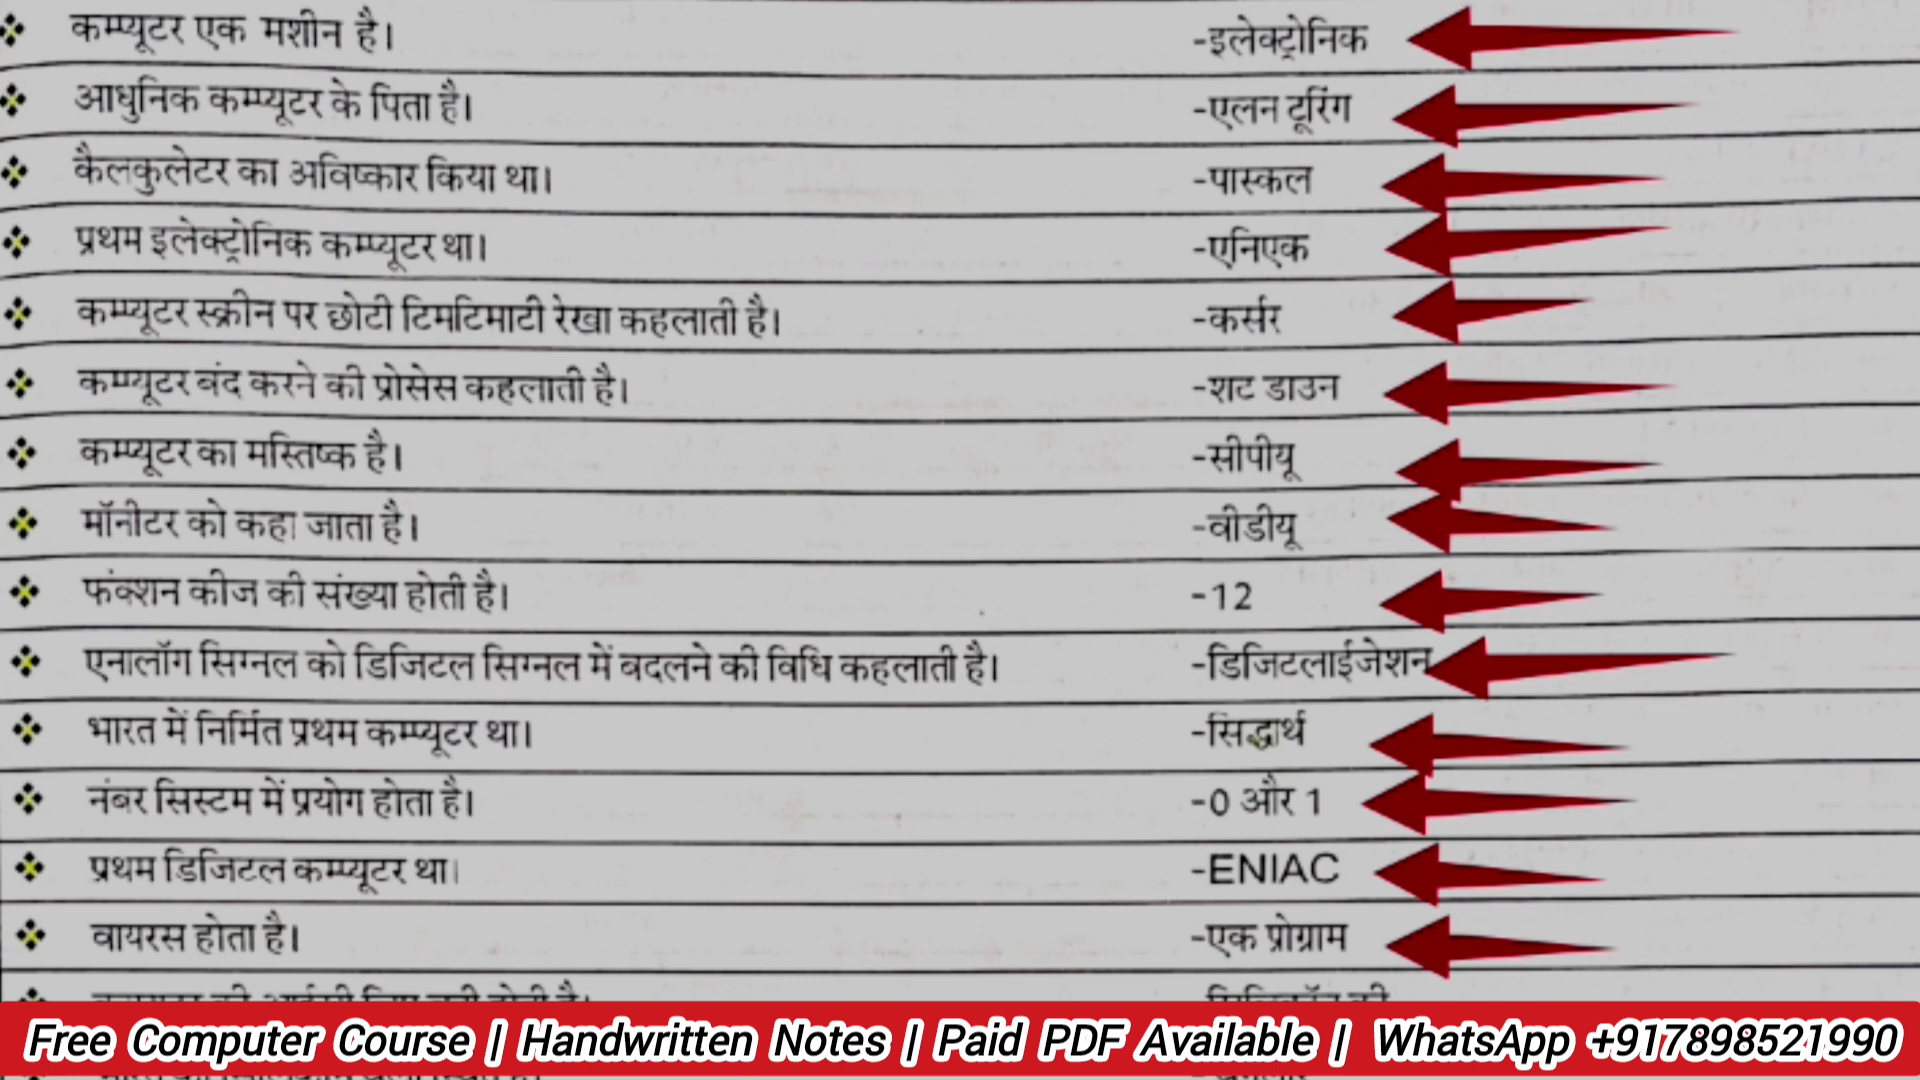 कम्प्यूटर एक मशीन है। -इलेक्ट्रोनिक
आधुनिक कम्प्यूटर के पिता है। -एलन टूरिंग
कैलकुलेटर का अविष्कार किया था। -पास्कल
प्रथम इलेक्ट्रोनिक कम्प्यूटर था। -एनिएक
कम्प्यूटर स्क्रीन पर छोटी टिमटिमाटी रेखा कहलाती है। -कर्सर
कम्प्यूटर बंद करने की प्रोसेस कहलाती है। -शट डाउन
कम्प्यूटर का मस्तिष्क है। -सीपीयू
मॉनीटर को कहा जाता है। -वीडीयू
फंक्शन कीज की संख्या होती है। -12
एनालॉग सिग्नल को डिजिटल सिग्नल में बदलने की विधि कहलाती है। -डिजिटलाईजेशन
भारत में निर्मित प्रथम कम्प्यूटर था। -सिद्धार्थ
नंबर सिस्टम में प्रयोग होता है। -0 और 1
प्रथम डिजिटल कम्प्यूटर था। -ENIAC
वायरस होता है। -एक प्रोग्राम
Free Computer Course | Handwritten Notes | Paid PDF Available | WhatsApp +917898521990